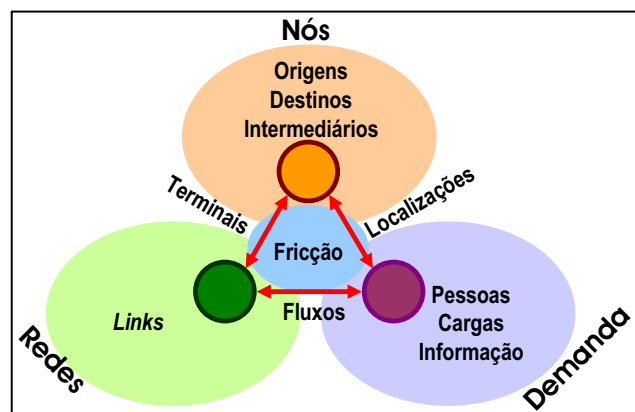 Nós
Origens
Destinos
Intermediários
Terminais
Localizações
Fricção
Fluxos
Links
Pessoas
Cargas
Informação
Redes
Demanda